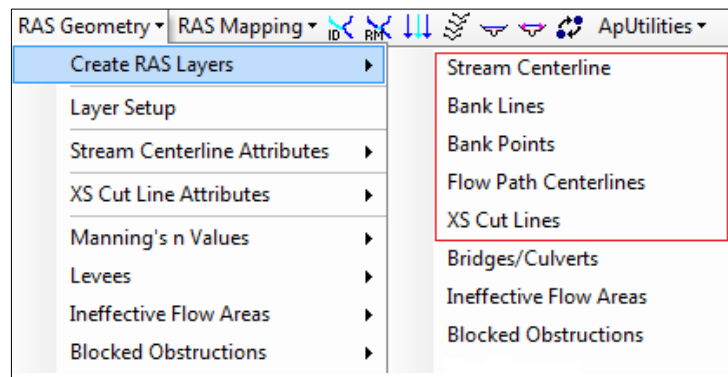 RAS Geometry RAS Mapping ID RM ApUtilities
Create RAS Layers
Layer Setup
Stream Centerline Attributes
XS Cut Line Attributes
Manning's n Values
Levees
Ineffective Flow Areas
Blocked Obstructions
Stream Centerline
Bank Lines
Bank Points
Flow Path Centerlines
XS Cut Lines
Bridges/Culverts
Ineffective Flow Areas
Blocked Obstructions